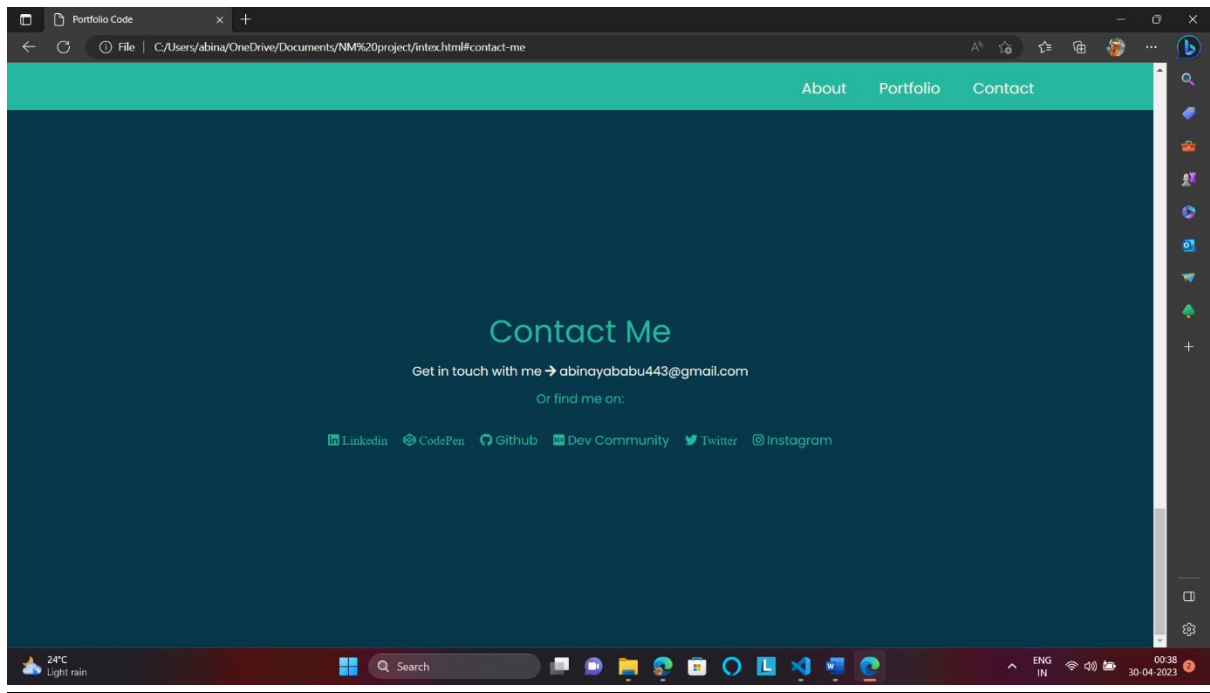 Portfolio Code
File | C:/Users/abina/OneDrive/Documents/NM%20project/intex.html#contact-me
About Portfolio Contact
Contact Me
Get in touch with me → abinayababu443@gmail.com
Or find me on:
Linkedin CodePen Github Dev Community Twitter Instagram
24°C
Light rain
Search
ENG
IN
00:38
30-04-2023
2